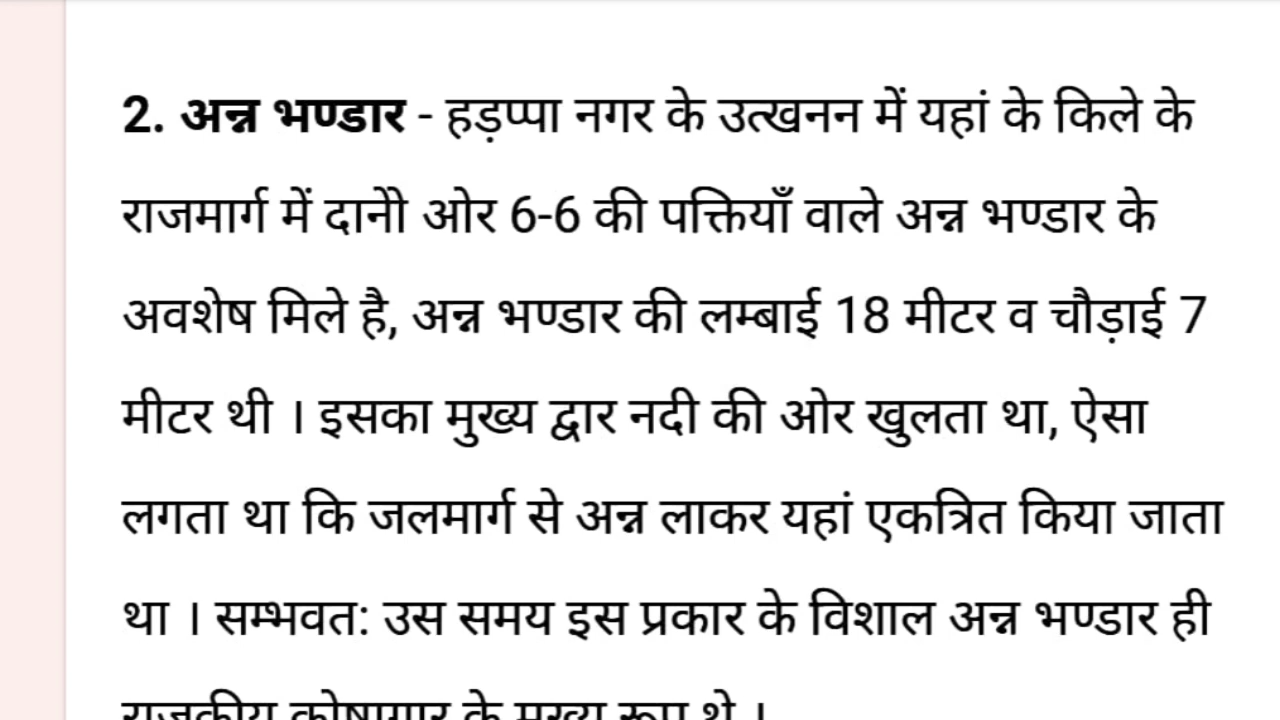 2. अन्न भण्डार - हड़प्पा नगर के उत्खनन में यहां के किले के
राजमार्ग में दानेो ओर 6-6 की पक्तियाँ वाले अन्न भण्डार के
अवशेष मिले है, अन्न भण्डार की लम्बाई 18 मीटर व चौड़ाई 7
मीटर थी । इसका मुख्य द्वार नदी की ओर खुलता था, ऐसा
लगता था कि जलमार्ग से अन्न लाकर यहां एकत्रित किया जाता
था । सम्भवत: उस समय इस प्रकार के विशाल अन्न भण्डार ही
राजकीय कोषागार के मुख्य रूप थे ।